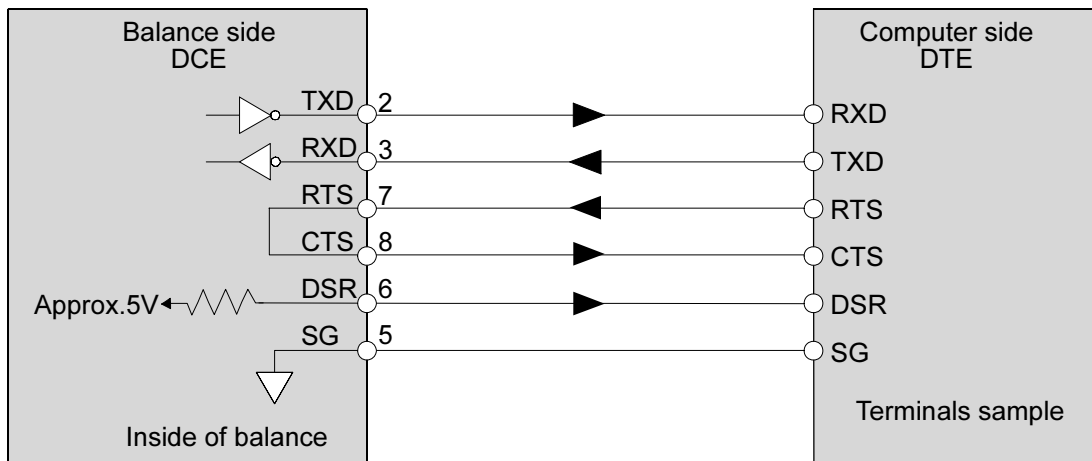 Balance side
DCE
Computer side
DTE
TXD 2
RXD
RXD 3
TXD
RTS 7
RTS
CTS 8
CTS
Approx.5V
DSR 6
DSR
SG 5
SG
Inside of balance
Terminals sample